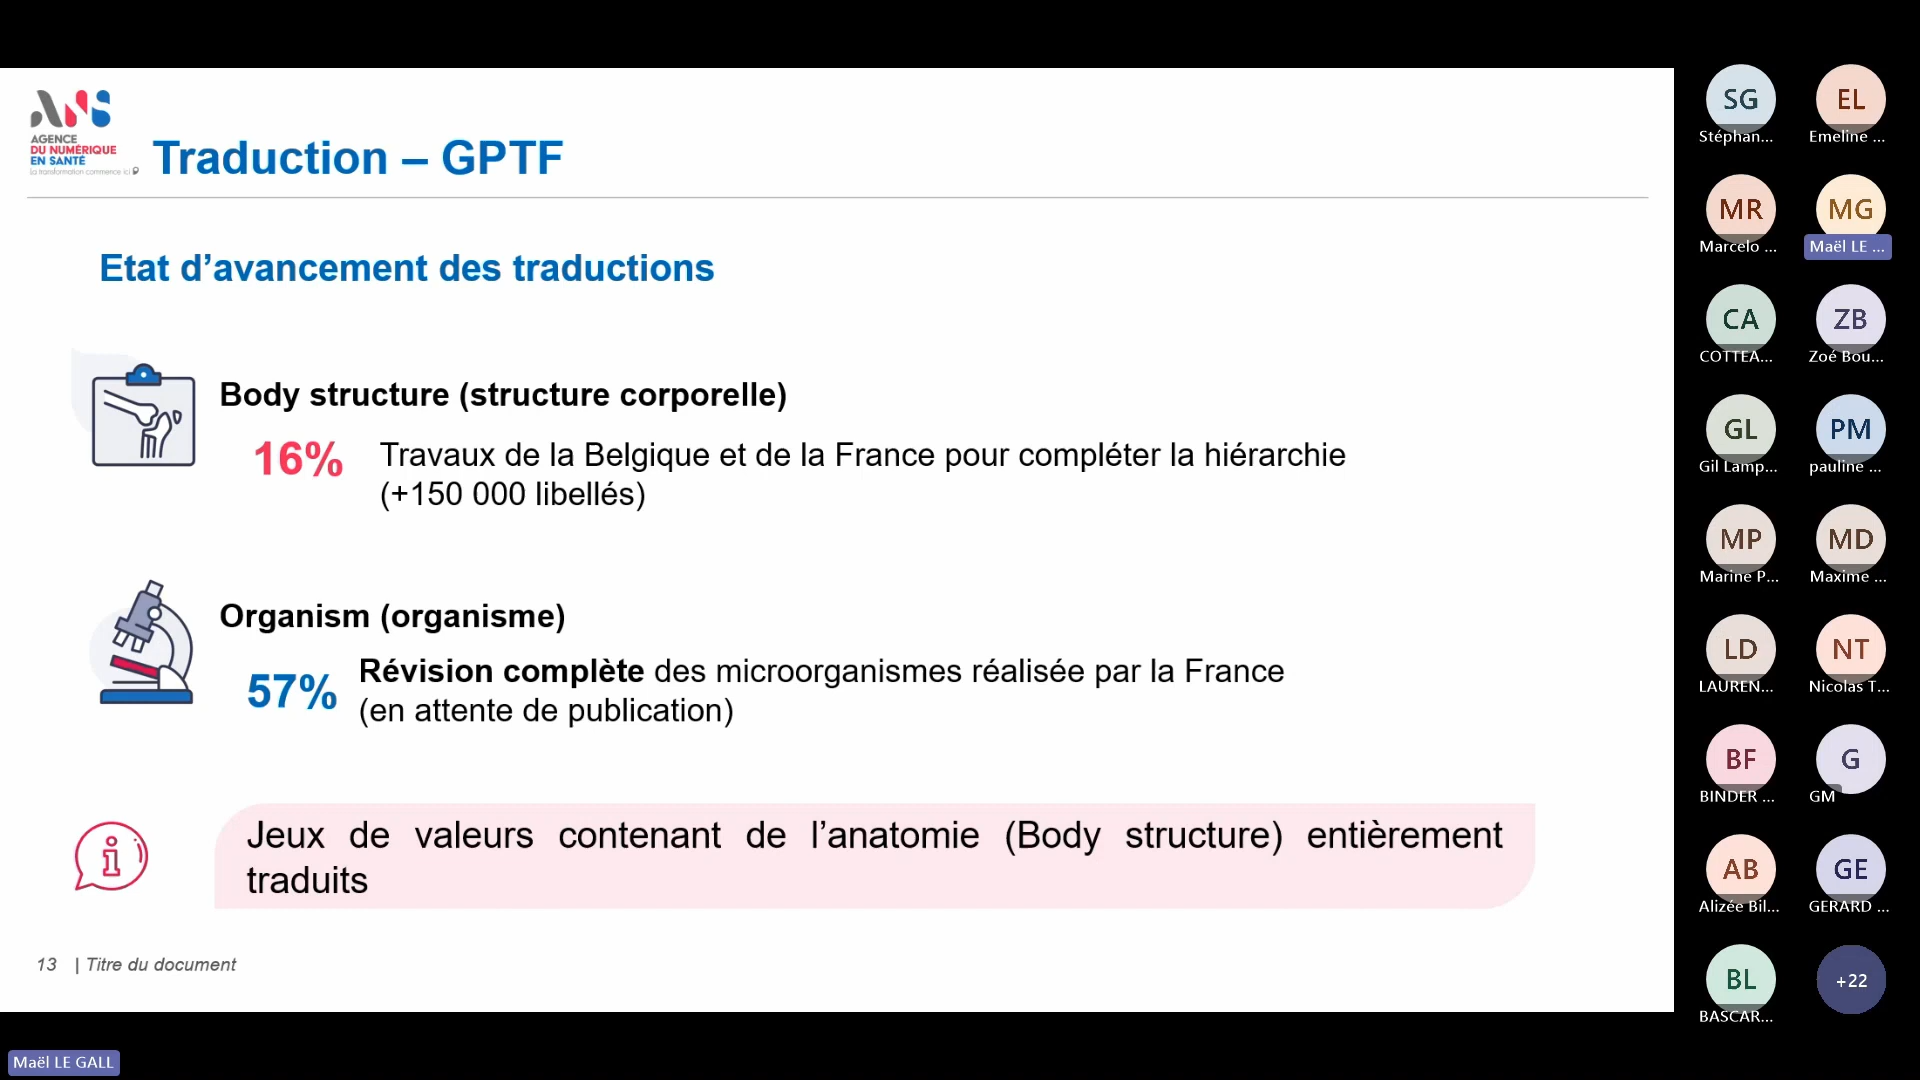 AGENCE
DU NUMÉRIQUE
EN SANTÉ
La transformation commence ici
Traduction – GPTF
Etat d’avancement des traductions
Body structure (structure corporelle)
16%
Travaux de la Belgique et de la France pour compléter la hiérarchie
(+150 000 libellés)
Organism (organisme)
57%
Révision complète des microorganismes réalisée par la France
(en attente de publication)
Jeux de valeurs contenant de l’anatomie (Body structure) entièrement
traduits
13 | Titre du document
SG
Stéphan...
EL
Emeline ...
MR
Marcelo ...
MG
Maël LE ...
CA
COTTEA...
ZB
Zoé Bou...
GL
Gil Lamp...
PM
pauline ...
MP
Marine P...
MD
Maxime ...
LD
LAUREN...
NT
Nicolas T...
BF
BINDER ...
G
GM
AB
Alizée Bil...
GE
GERARD ...
BL
BASCAR...
+22
Maël LE GALL